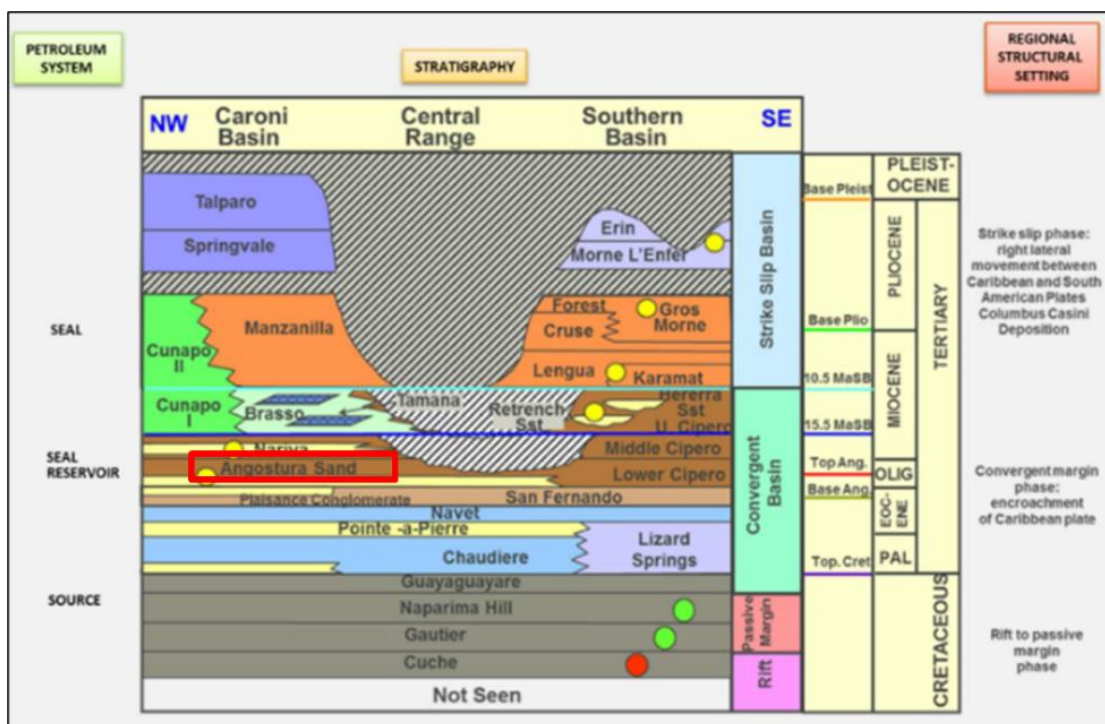 PETROLEUM
SYSTEM
STRATIGRAPHY
REGIONAL
STRUCTURAL
SETTING
NW
Caroni
Basin
Central
Range
Southern
Basin
SE
Talparo
Springvale
Erin
Morne L'Enfer
Manzanilla
Cunapo
II
Forest
Cruse
Gros
Morne
Lengua
Karamat
Cunapo
I
Brasso
Tamana
Retrench
Sst
Bererra
Sst
U. Cipero
Nariva
Middle Cipero
Angostura Sand
Lower Cipero
Plaisance Conglomerate
San Fernando
Navet
Pointe -a-Pierre
Chaudiere
Lizard
Springs
Guayaguayare
Naparima Hill
Gautier
Cuche
Not Seen
SEAL
SEAL
RESERVOIR
SOURCE
Strike Slip Basin
Convergent
Basin
Passive
Margin
Rift
Base Pleist
Base Plio
10.5 MaSB
15.5 MaSB
Top Ang.
Base Ang
Top. Cret
PLEIST-
OCENE
PLIOCENE
MIOCENE
OLIG
EOC-
ENE
PAL
TERTIARY
CRETACEOUS
Strike slip phase:
right lateral
movement between
Caribbean and South
American Plates
Columbus Casini
Deposition
Convergent margin
phase:
encroachment
of Caribbean plate
Rift to passive
margin
phase